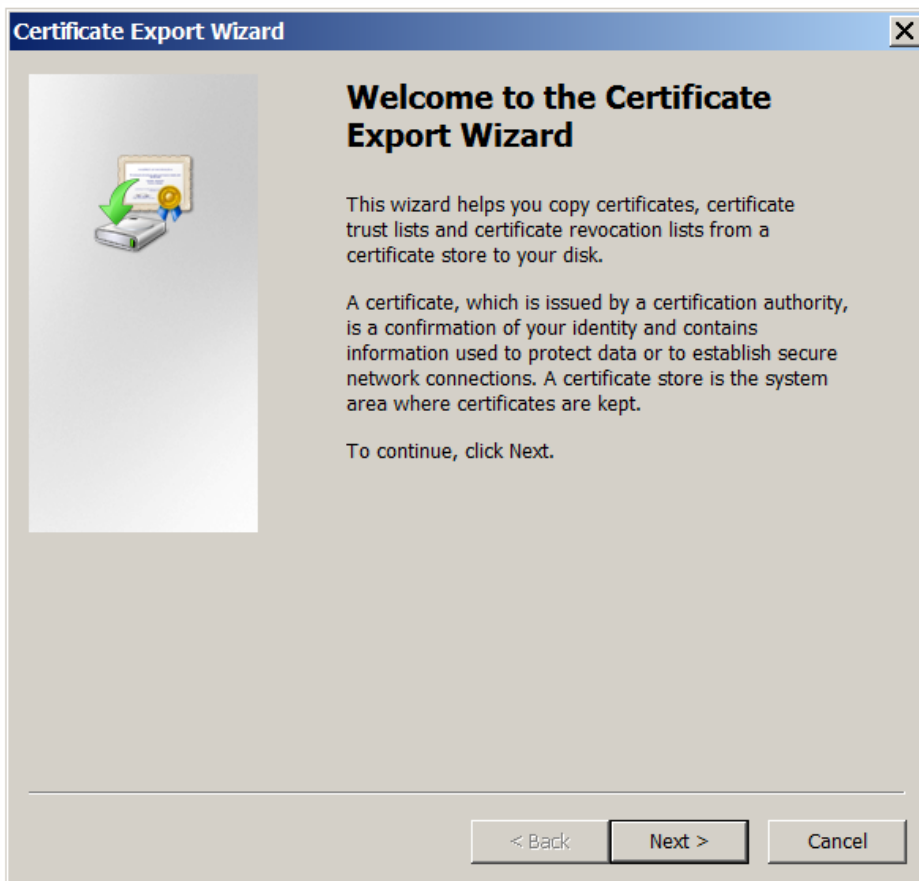 Certificate Export Wizard
Welcome to the Certificate
Export Wizard
This wizard helps you copy certificates, certificate
trust lists and certificate revocation lists from a
certificate store to your disk.
A certificate, which is issued by a certification authority,
is a confirmation of your identity and contains
information used to protect data or to establish secure
network connections. A certificate store is the system
area where certificates are kept.
To continue, click Next.
< Back Next > Cancel